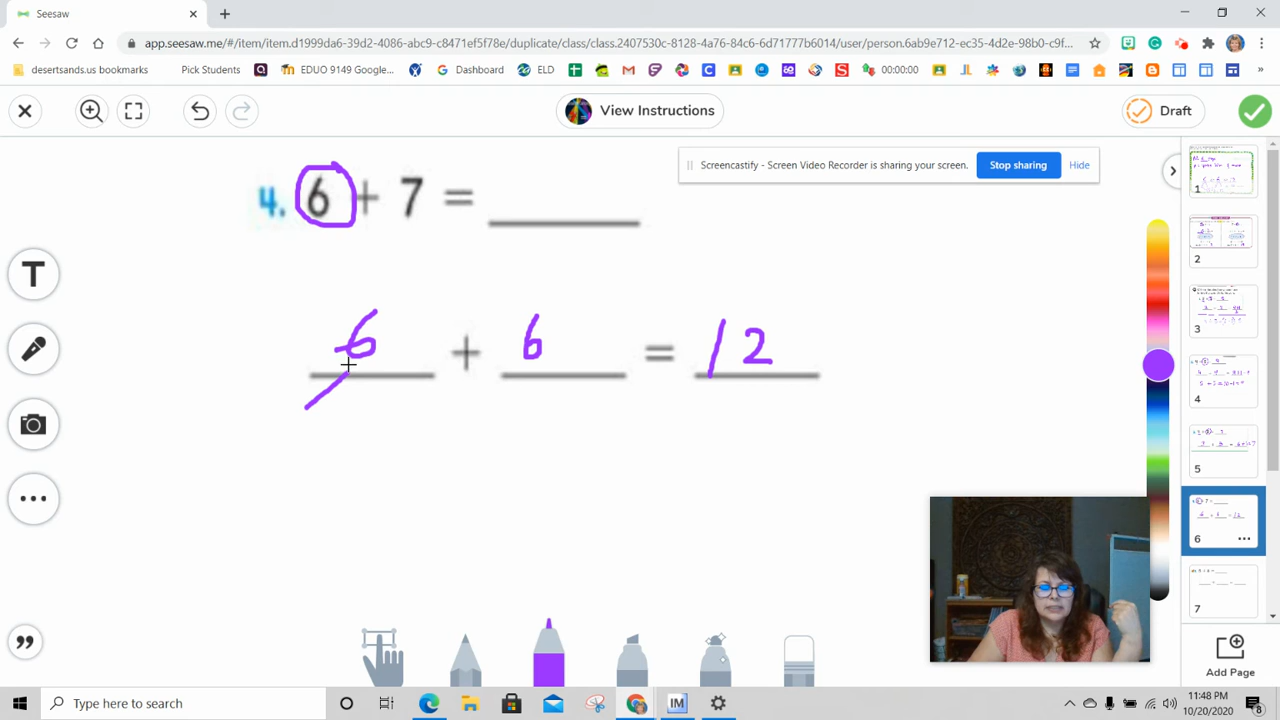 Seesaw
app.seesaw.me/#/item/item.d1999da6-39d2-4086-abc9-c8471eff278e/duplicate/class/class.2407530c-8128-4a76-84c6-d71777b6014/user/person.6ab9e712-ec35-4d2e-98b0-c9f...
desertsands.us bookmarks Pick Students EDUO 9149 Google... Dashboard ELD 00:00:00
View Instructions
Draft
Screencastify - Screen Video Recorder is sharing your screen. Stop sharing Hide
4. 6 + 7 =
6 + 6 = 12
T
1
2
3
4
5
6
7
Add Page
Type here to search
IM
11:48 PM
10/20/2020
8